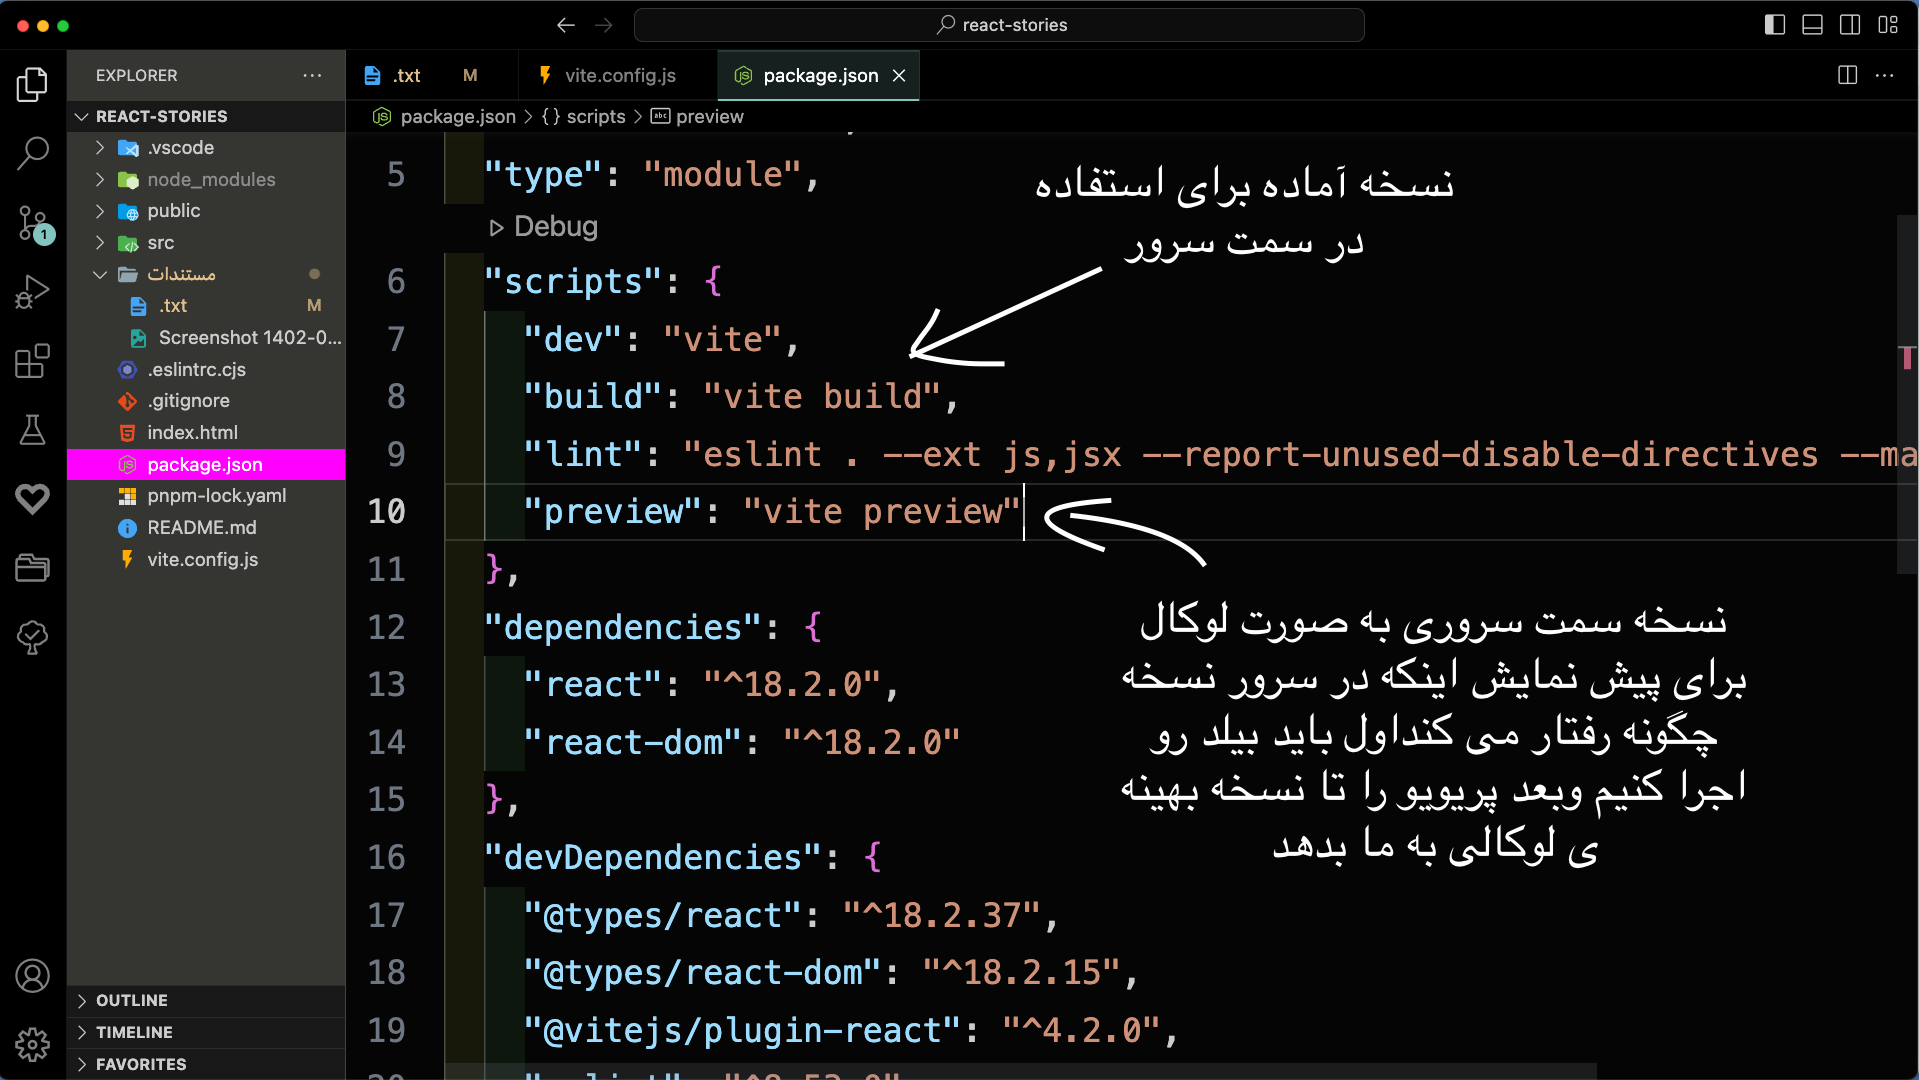 react-stories
EXPLORER
REACT-STORIES
.vscode
node_modules
public
src
مستندات
.txt M
Screenshot 1402-0...
.eslintrc.cjs
.gitignore
index.html
package.json
pnpm-lock.yaml
README.md
vite.config.js
OUTLINE
TIMELINE
FAVORITES
1
.txt M
vite.config.js
package.json
package.json > {} scripts > abc preview
5 "type": "module",
Debug
6 "scripts": {
7 "dev": "vite",
8 "build": "vite build",
9 "lint": "eslint . --ext js,jsx --report-unused-disable-directives --ma
10 "preview": "vite preview"
11 },
12 "dependencies": {
13 "react": "^18.2.0",
14 "react-dom": "^18.2.0"
15 },
16 "devDependencies": {
17 "@types/react": "^18.2.37",
18 "@types/react-dom": "^18.2.15",
19 "@vitejs/plugin-react": "^4.2.0",
نسخه آماده برای استفاده
در سمت سرور
نسخه سمت سروری به صورت لوکال
برای پیش نمایش اینکه در سرور نسخه
چگونه رفتار می کنداول باید بیلد رو
اجرا کنیم وبعد پریویو را تا نسخه بهینه
ی لوکالی به ما بدهد